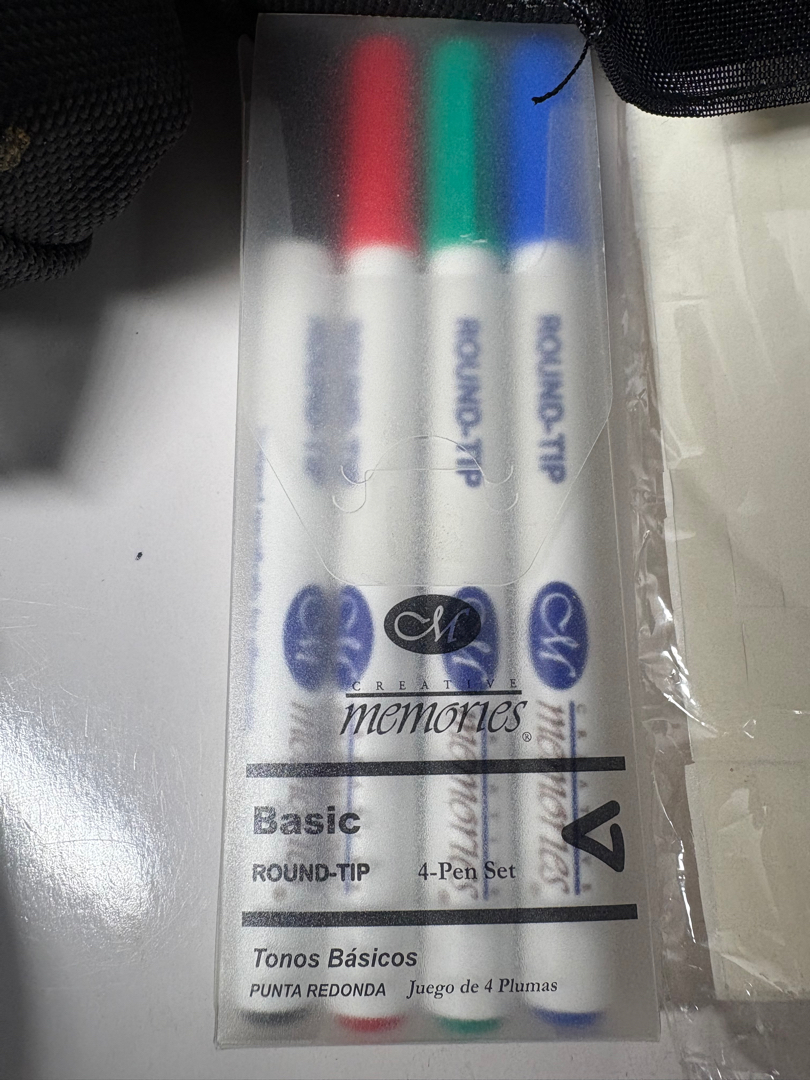 ROUND-TIP
ROUND-TIP
CM
CREATIVE
memories®
Basic
ROUND-TIP 4-Pen Set
Tonos Básicos
PUNTA REDONDA Juego de 4 Plumas